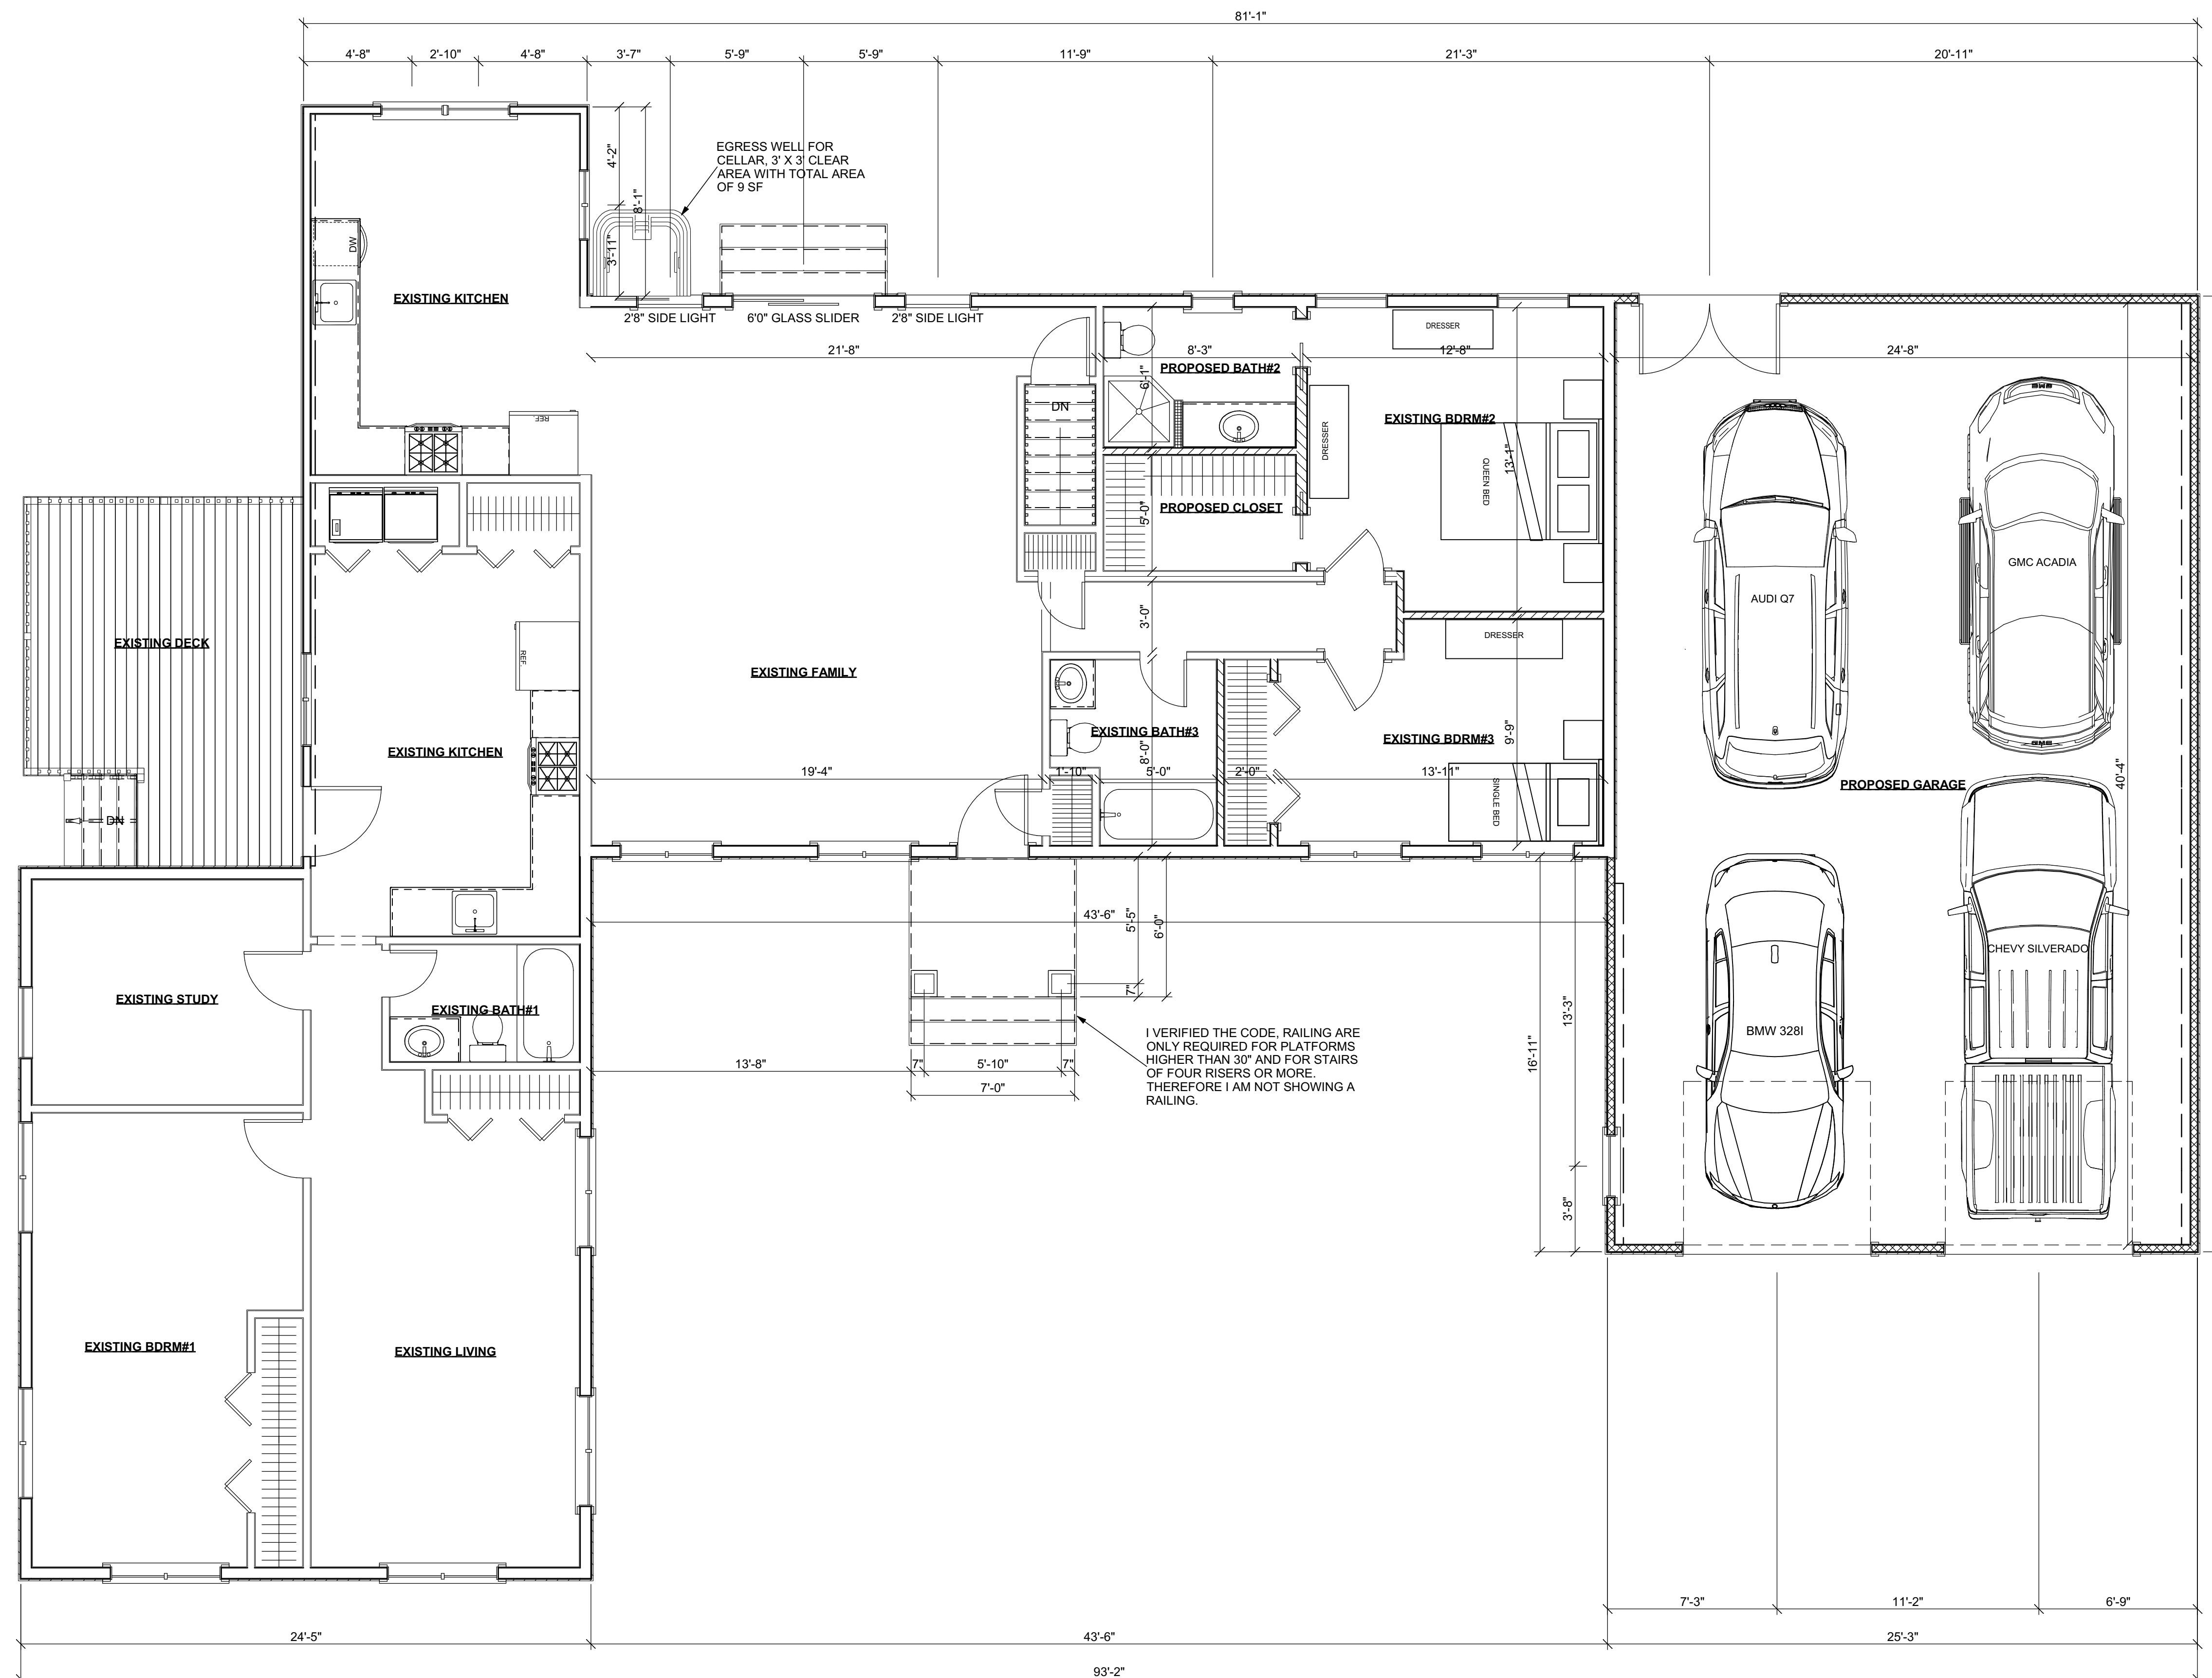 81'-1"
4'-8"
2'-10"
4'-8"
3'-7"
5'-9"
5'-9"
11'-9"
21'-3"
20'-11"
4'-2"
8'-1"
3'-11"
EGRESS WELL FOR
CELLAR, 3' X 3' CLEAR
AREA WITH TOTAL AREA
OF 9 SF
DW
EXISTING KITCHEN
2'8" SIDE LIGHT
6'0" GLASS SLIDER
2'8" SIDE LIGHT
DRESSER
21'-8"
8'-3"
12'-8"
24'-8"
PROPOSED BATH#2
6'-1"
DN
REF.
EXISTING BDRM#2
DRESSER
QUEEN BED
13'-1"
PROPOSED CLOSET
5'-0"
GMC ACADIA
AUDI Q7
3'-0"
EXISTING DECK
REF.
DRESSER
EXISTING FAMILY
EXISTING BATH#3
EXISTING BDRM#3
9'-9"
EXISTING KITCHEN
8'-0"
19'-4"
1'-10"
5'-0"
2'-0"
13'-11"
SINGLE BED
PROPOSED GARAGE
40'-4"
DN
43'-6"
5'-5"
6'-0"
7"
CHEVY SILVERADO
EXISTING STUDY
EXISTING BATH#1
13'-3"
16'-11"
3'-8"
BMW 328I
I VERIFIED THE CODE, RAILING ARE
ONLY REQUIRED FOR PLATFORMS
HIGHER THAN 30" AND FOR STAIRS
OF FOUR RISERS OR MORE.
THEREFORE I AM NOT SHOWING A
RAILING.
13'-8"
7"
5'-10"
7"
7'-0"
EXISTING BDRM#1
EXISTING LIVING
7'-3"
11'-2"
6'-9"
24'-5"
43'-6"
25'-3"
93'-2"